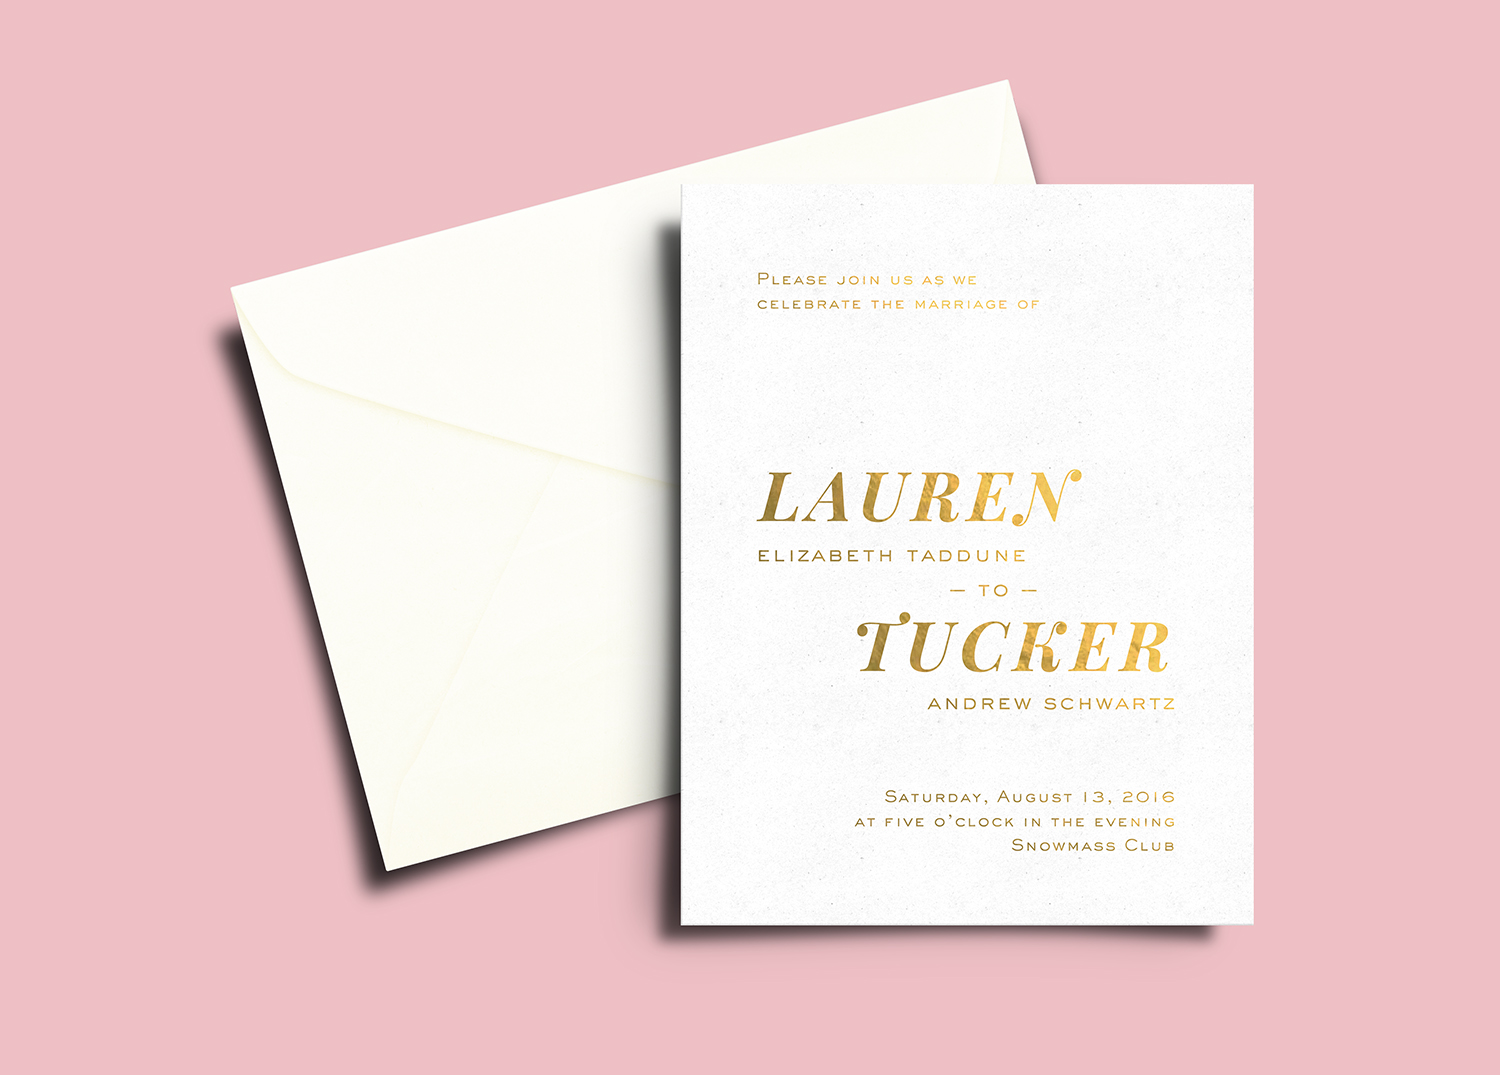 Please join us as we
celebrate the marriage of
LAUREN
ELIZABETH TADDUNE
– TO –
TUCKER
ANDREW SCHWARTZ
Saturday, August 13, 2016
at five o'clock in the evening
Snowmass Club